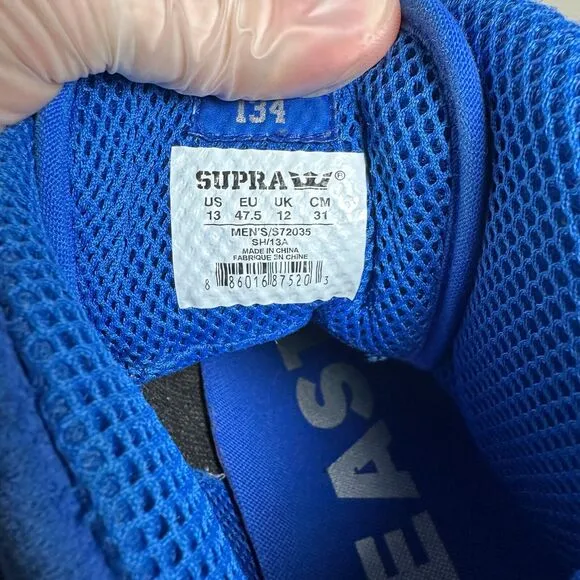 134
SUPRA ®
US EU UK CM
13 47.5 12 31
MEN'S/S72035
SH/13A
MADE IN CHINA
FABRIQUE EN CHINE
8 86016 87520 3
EAST